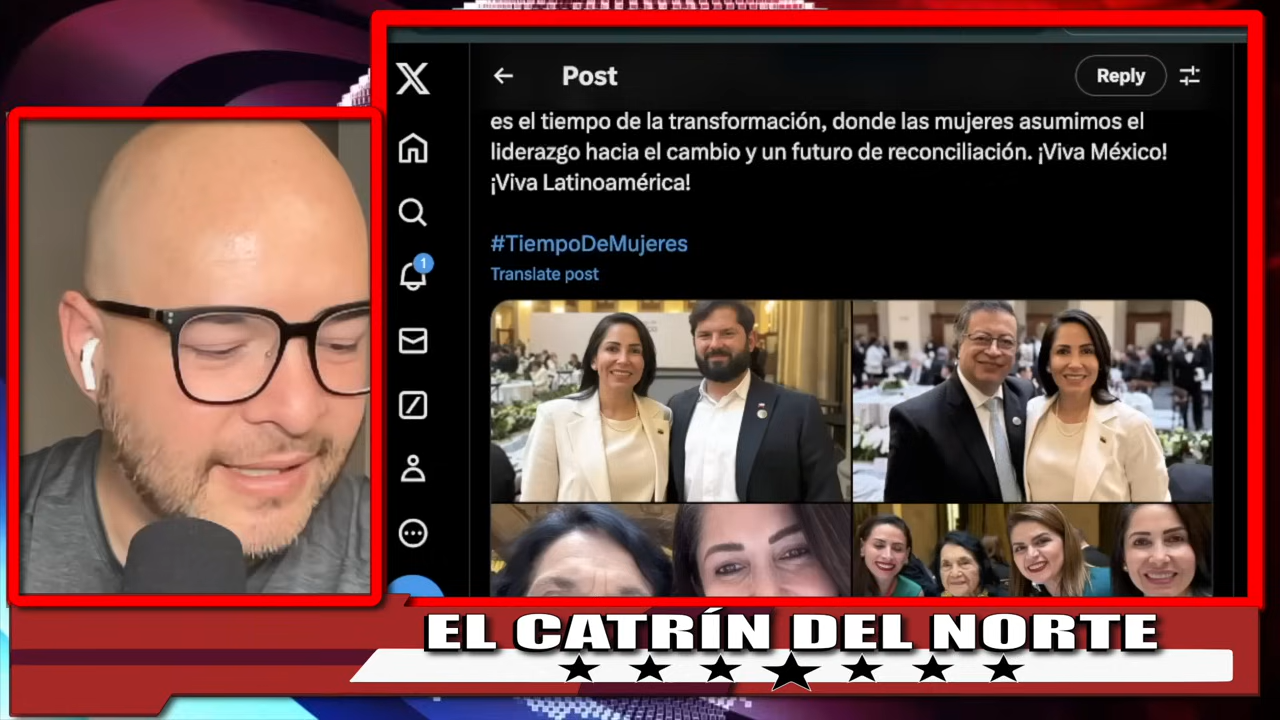 Post
Reply
es el tiempo de la transformación, donde las mujeres asumimos el
liderazgo hacia el cambio y un futuro de reconciliación. ¡Viva México!
¡Viva Latinoamérica!
#TiempoDeMujeres
Translate post
1
EL CATRÍN DEL NORTE